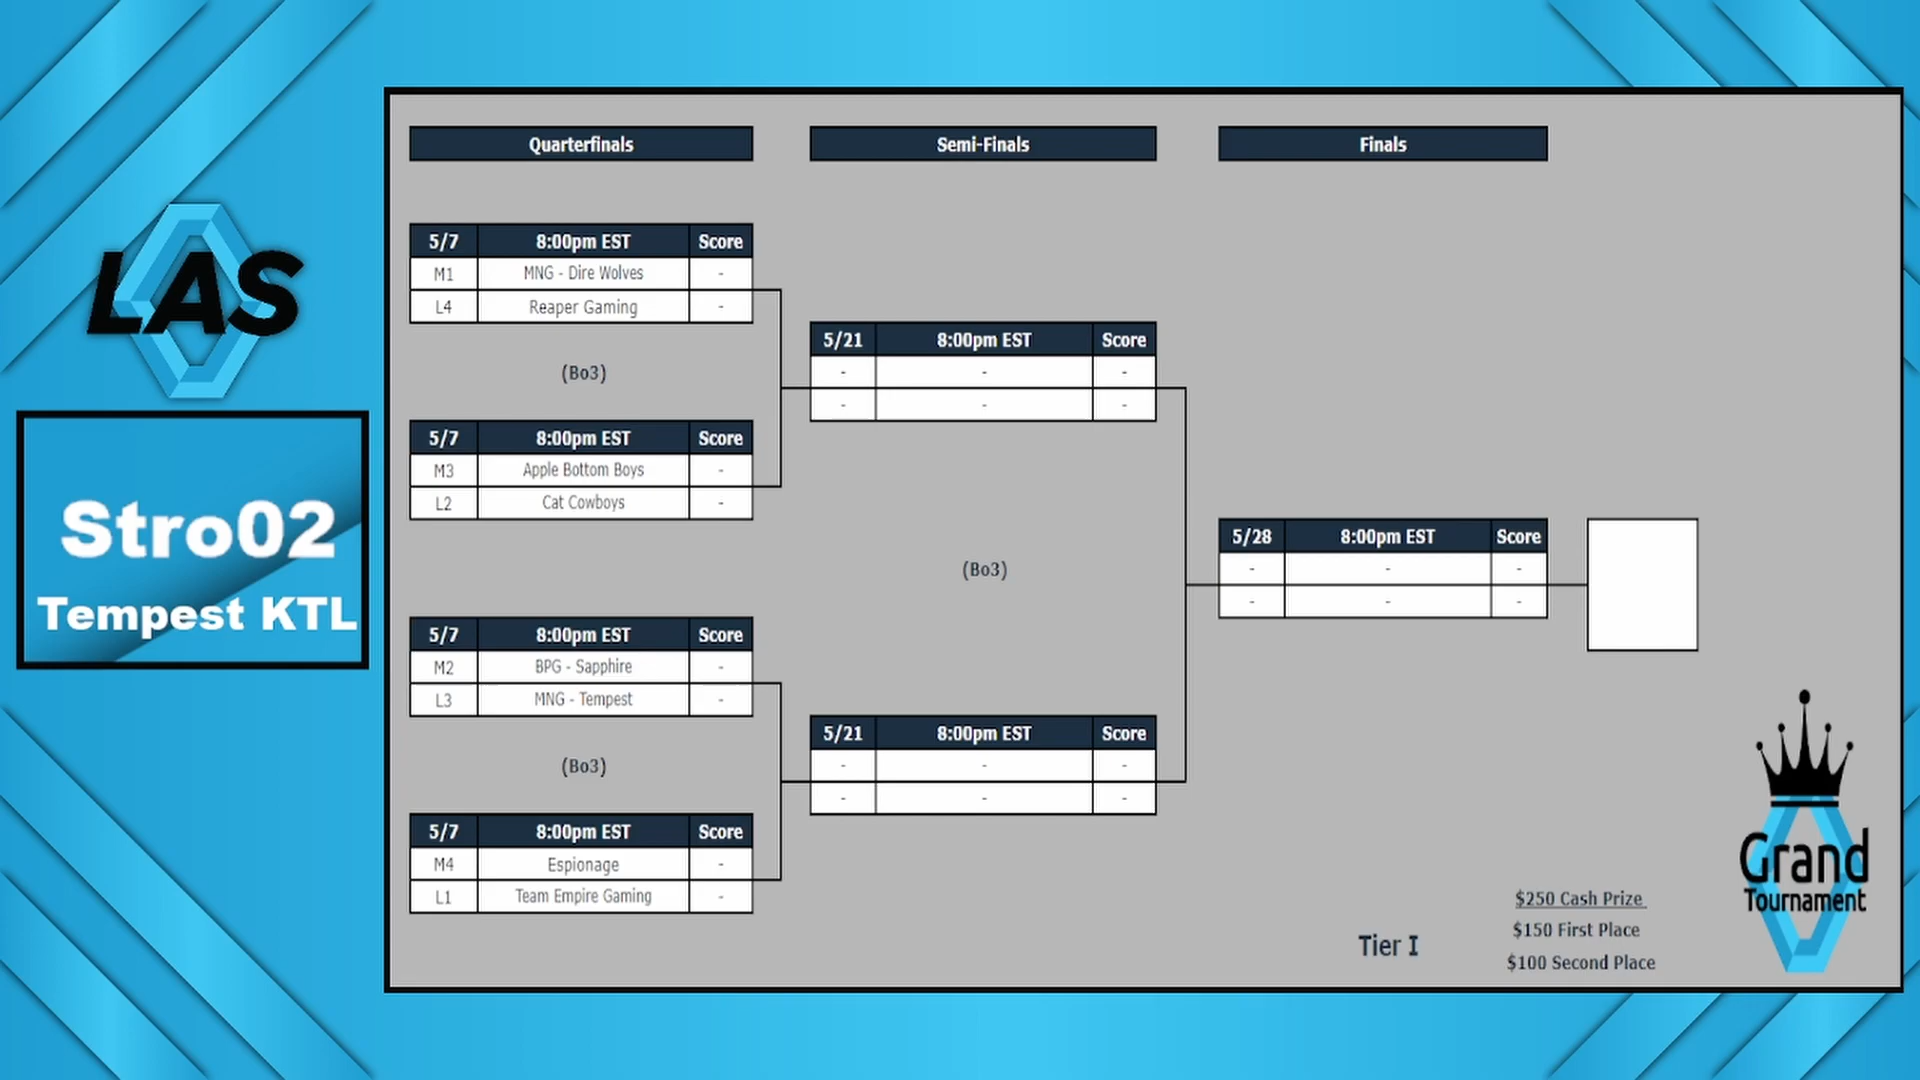 LAS
Stro02
Tempest KTL
Quarterfinals
Semi-Finals
Finals
5/7 8:00pm EST Score
M1 MNG - Dire Wolves -
L4 Reaper Gaming -
(Bo3)
5/7 8:00pm EST Score
M3 Apple Bottom Boys -
L2 Cat Cowboys -
5/7 8:00pm EST Score
M2 BPG - Sapphire -
L3 MNG - Tempest -
(Bo3)
5/7 8:00pm EST Score
M4 Espionage -
L1 Team Empire Gaming -
5/21 8:00pm EST Score
- - -
- - -
(Bo3)
5/21 8:00pm EST Score
- - -
- - -
5/28 8:00pm EST Score
- - -
- - -
Tier I
$250 Cash Prize
$150 First Place
$100 Second Place
Grand
Tournament